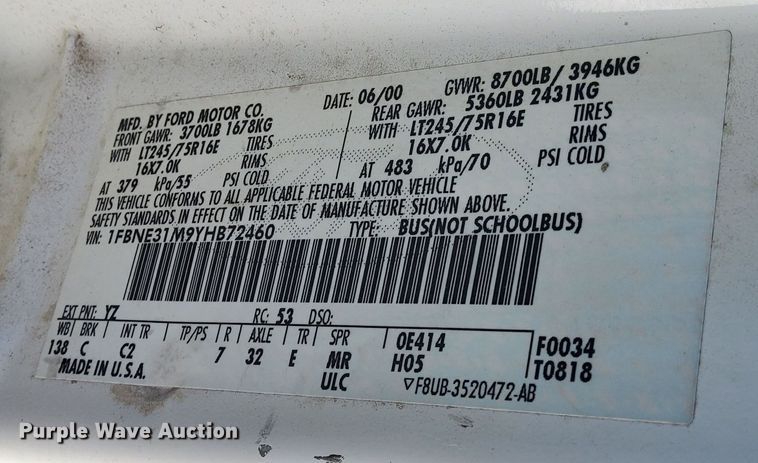 MFD. BY FORD MOTOR CO. DATE: 06/00 GVWR: 8700LB/ 3946KG
FRONT GAWR: 3700LB 1678KG REAR GAWR: 5360LB 2431KG
WITH LT245/75R16E TIRES WITH LT245/75R16E TIRES
16X7.0K RIMS 16X7.0K RIMS
AT 379 kPa/55 PSI COLD AT 483 kPa/70 PSI COLD
THIS VEHICLE CONFORMS TO ALL APPLICABLE FEDERAL MOTOR VEHICLE
SAFETY STANDARDS IN EFFECT ON THE DATE OF MANUFACTURE SHOWN ABOVE.
VIN: 1FBNE31M9YHB72460 TYPE: BUS(NOT SCHOOLBUS)
EXT PNT: YZ RC: 53 DSO:
WB BRK INT TR TP/PS R AXLE TR SPR 0E414 F0034
138 C C2 7 32 E MR H05 T0818
MADE IN U.S.A. ULC ▽F8UB-3520472-AB
Purple Wave Auction